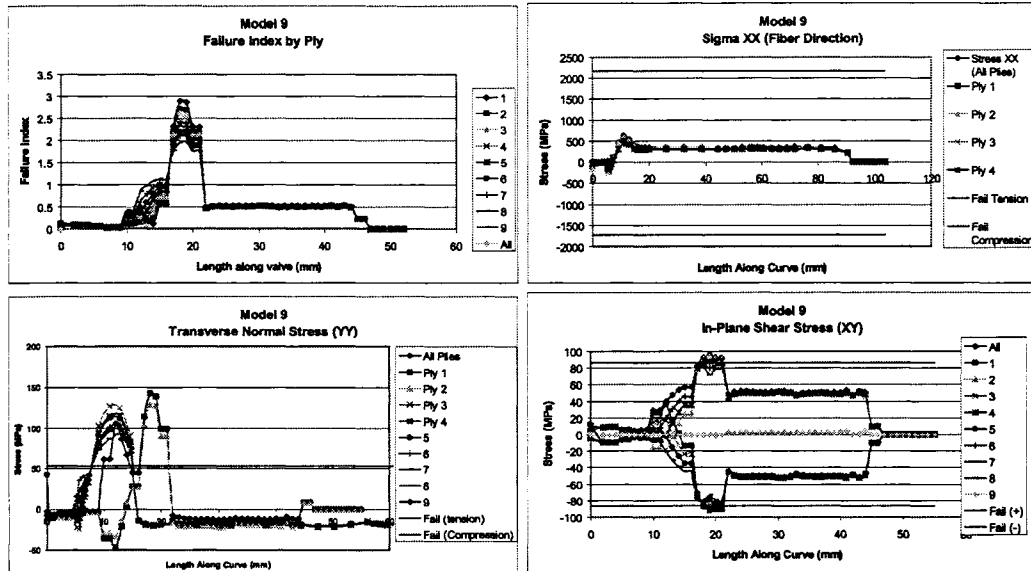 Model 9
Failure Index by Ply
Failure Index
3.5
3
2.5
2
1.5
1
0.5
0
0
10
20
30
40
50
60
Length along valve (mm)
1
2
3
4
5
6
7
8
9
All
Model 9
Sigma XX (Fiber Direction)
Stress (MPa)
2500
2000
1500
1000
500
0
-500
-1000
-1500
-2000
0
20
40
60
80
100
120
Length Along Curve (mm)
Stress XX
(All Plies)
Ply 1
Ply 2
Ply 3
Ply 4
Fail Tension
Fail
Compression
Model 9
Transverse Normal Stress (YY)
Stress (MPa)
200
150
100
50
0
-50
Length Along Curve (mm)
All Plies
Ply 1
Ply 2
Ply 3
Ply 4
5
6
7
8
9
Fail (tension)
Fail (Compression)
Model 9
In-Plane Shear Stress (XY)
Stress (MPa)
100
80
60
40
20
0
-20
-40
-60
-80
-100
0
10
20
30
40
50
Length Along Curve (mm)
All
1
2
3
4
5
6
7
8
9
Fail (+)
Fail (-)